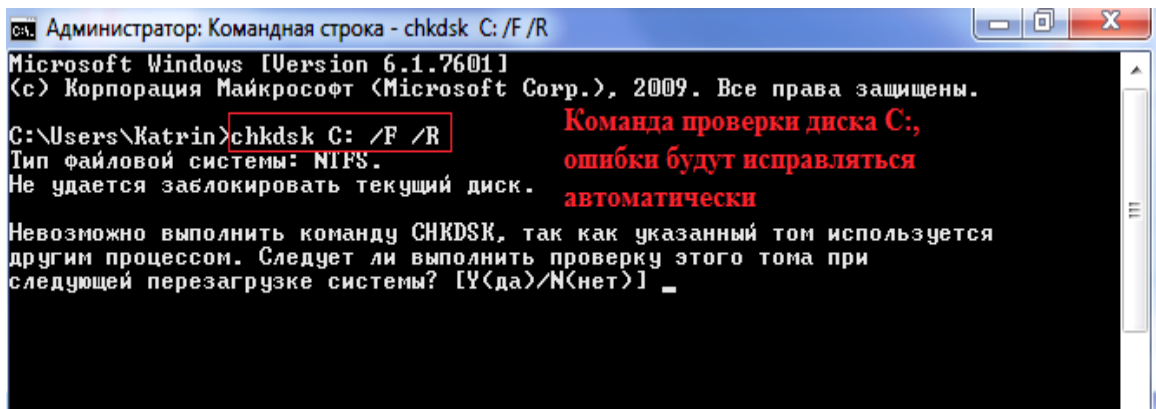 Администратор: Командная строка - chkdsk C: /F /R
Microsoft Windows [Version 6.1.7601]
(c) Корпорация Майкрософт (Microsoft Corp.), 2009. Все права защищены.
C:\Users\Katrin>chkdsk C: /F /R
Тип файловой системы: NTFS.
Не удается заблокировать текущий диск.
Команда проверки диска C:,
ошибки будут исправляться
автоматически
Невозможно выполнить команду CHKDSK, так как указанный том используется
другим процессом. Следует ли выполнить проверку этого тома при
следующей перезагрузке системы? [Y(да)/N(нет)] _